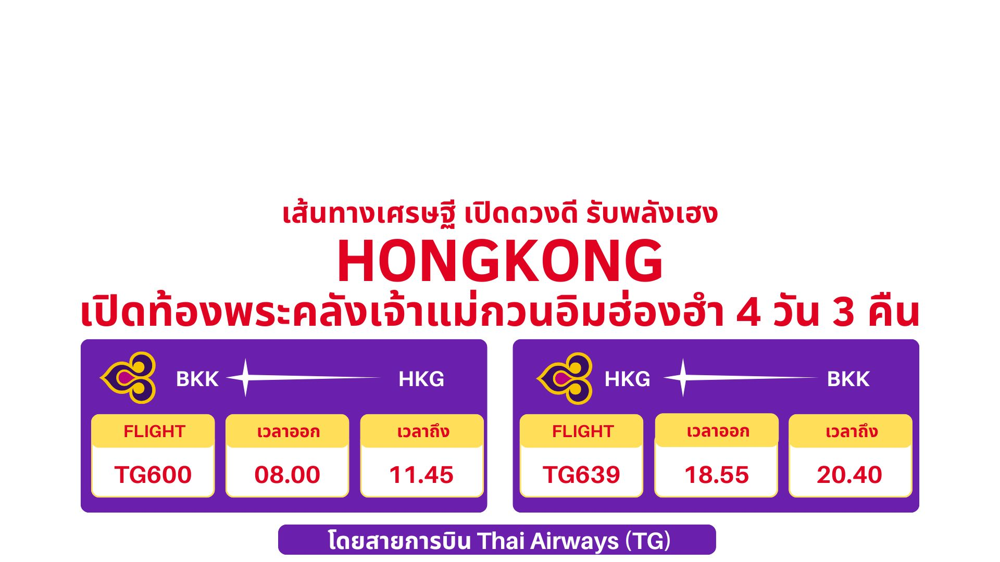 เส้นทางเศรษฐี เปิดดวงดี รับพลังเฮง
HONGKONG
เปิดท้องพระคลังเจ้าแม่กวนอิมฮ่องฮำ 4 วัน 3 คืน
BKK HKG
FLIGHT เวลาออก เวลาถึง
TG600 08.00 11.45
HKG BKK
FLIGHT เวลาออก เวลาถึง
TG639 18.55 20.40
โดยสายการบิน Thai Airways (TG)